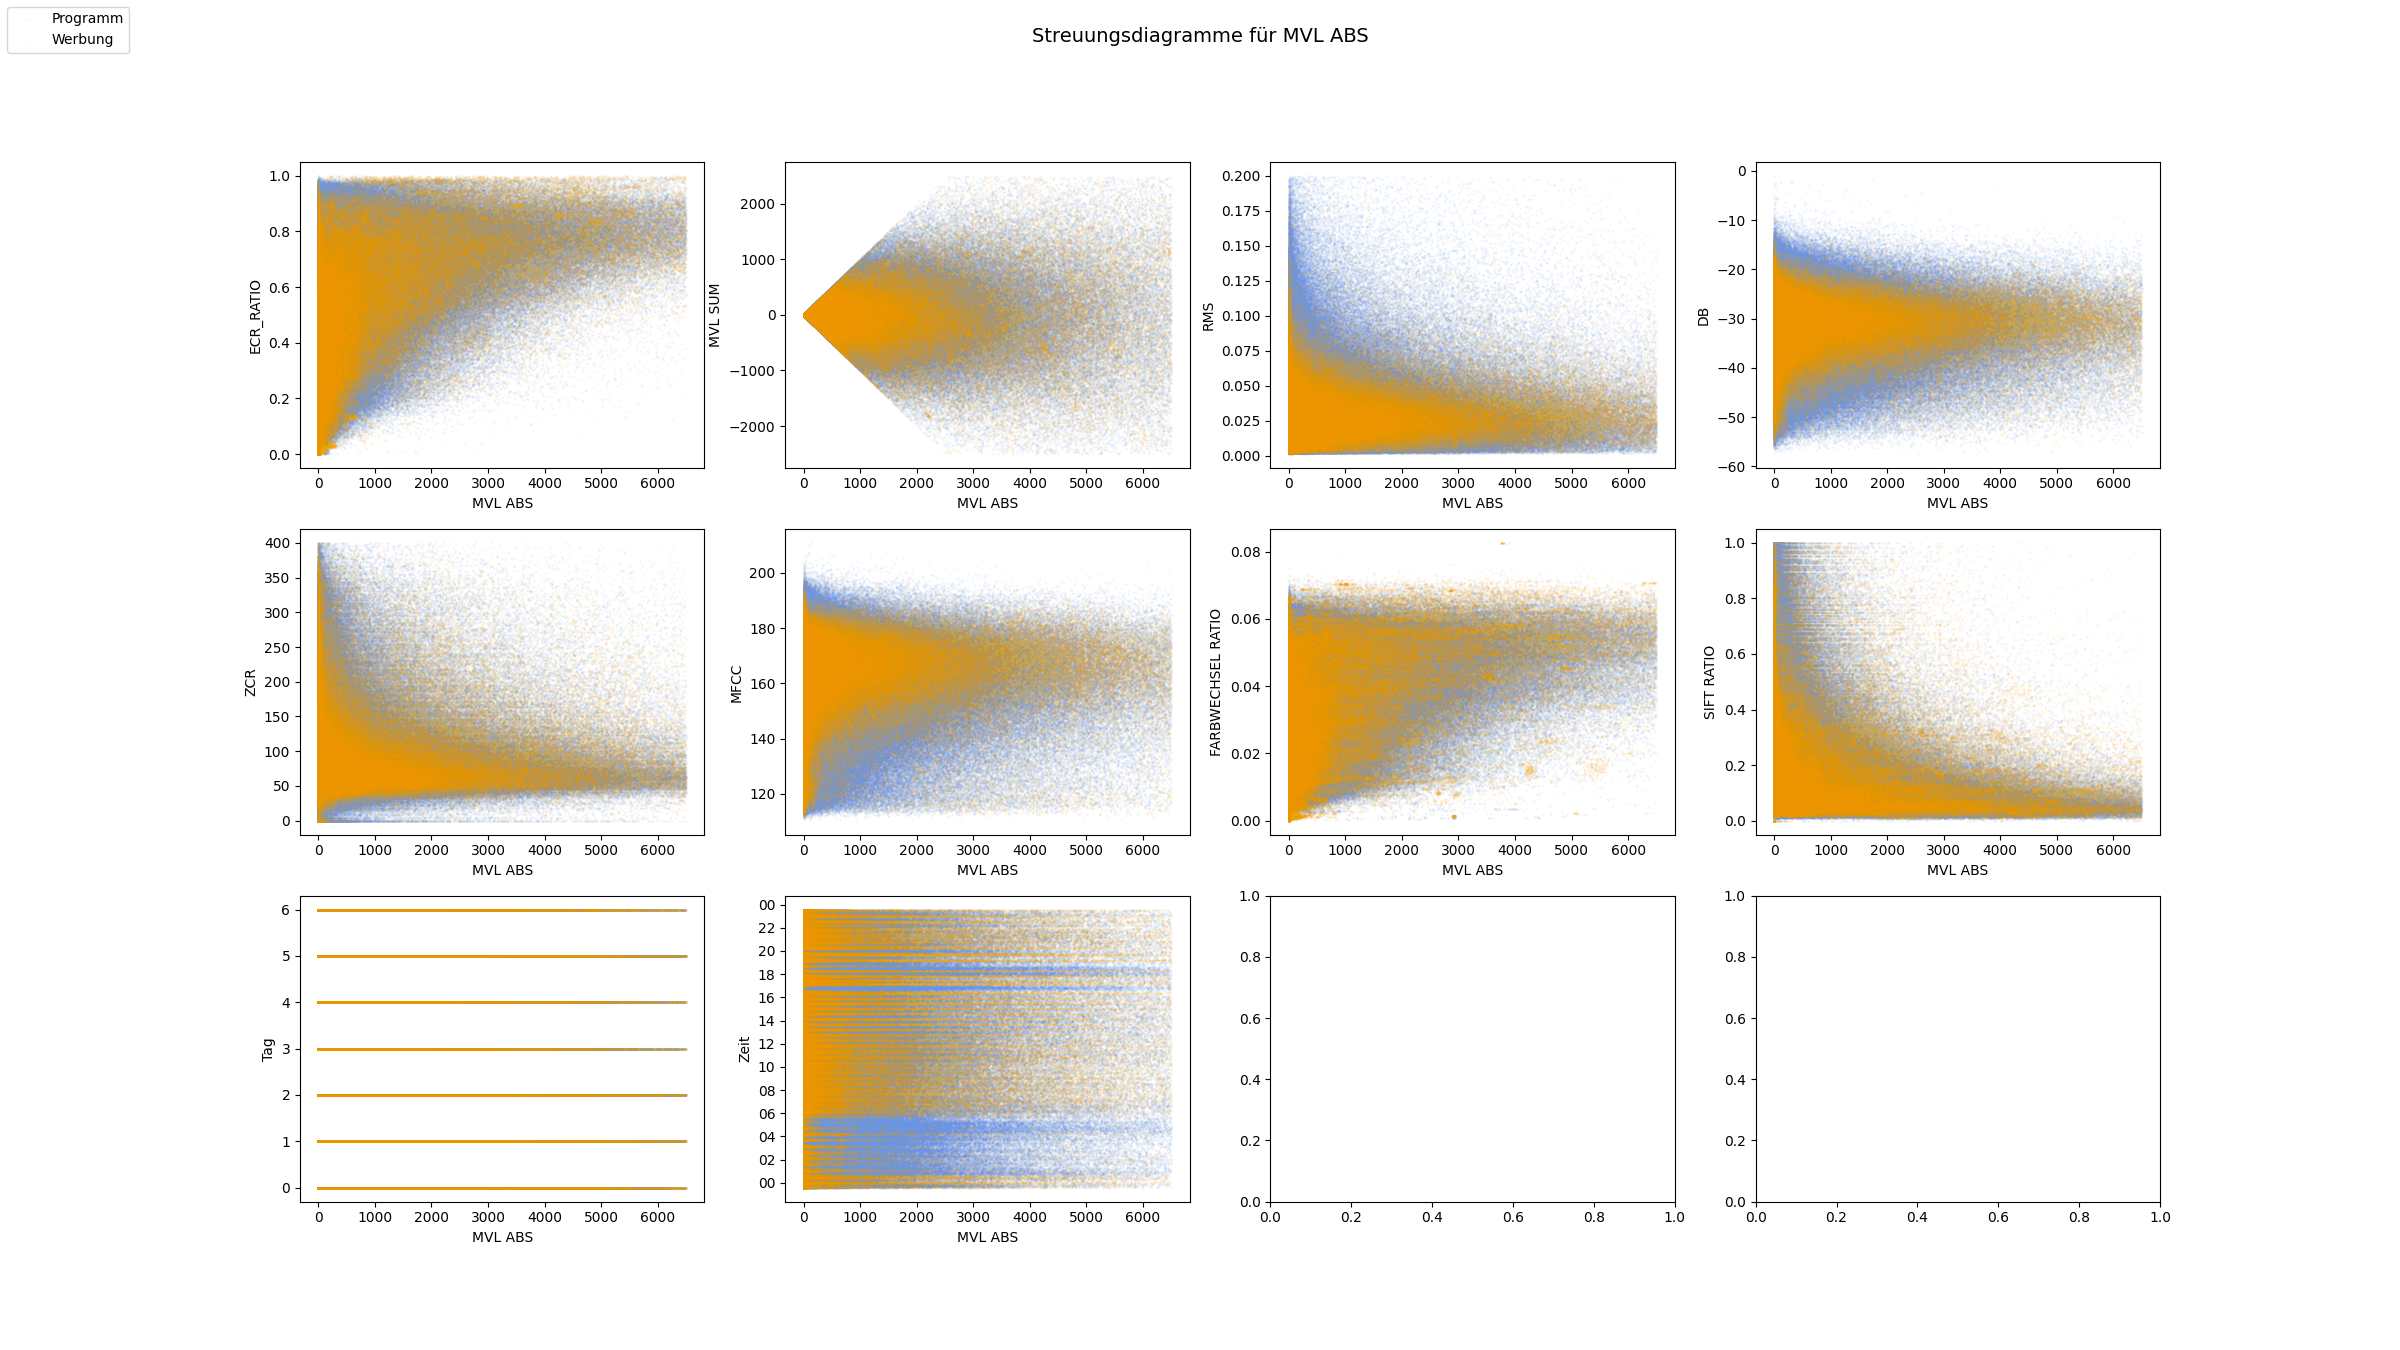 Programm
Werbung
Streuungsdiagramme für MVL ABS
1.0
0.8
0.6
0.4
0.2
0.0
ECR_RATIO
0 1000 2000 3000 4000 5000 6000
MVL ABS
2000
1000
0
−1000
−2000
MVL SUM
0 1000 2000 3000 4000 5000 6000
MVL ABS
0.200
0.175
0.150
0.125
0.100
0.075
0.050
0.025
0.000
RMS
0 1000 2000 3000 4000 5000 6000
MVL ABS
0
−10
−20
−30
−40
−50
−60
DB
0 1000 2000 3000 4000 5000 6000
MVL ABS
400
350
300
250
200
150
100
50
0
ZCR
0 1000 2000 3000 4000 5000 6000
MVL ABS
200
180
160
140
120
MFCC
0 1000 2000 3000 4000 5000 6000
MVL ABS
0.08
0.06
0.04
0.02
0.00
FARBWECHSEL RATIO
0 1000 2000 3000 4000 5000 6000
MVL ABS
1.0
0.8
0.6
0.4
0.2
0.0
SIFT RATIO
0 1000 2000 3000 4000 5000 6000
MVL ABS
6
5
4
3
2
1
0
Tag
0 1000 2000 3000 4000 5000 6000
MVL ABS
00
22
20
18
16
14
12
10
08
06
04
02
00
Zeit
0 1000 2000 3000 4000 5000 6000
MVL ABS
1.0
0.8
0.6
0.4
0.2
0.0
0.0 0.2 0.4 0.6 0.8 1.0
1.0
0.8
0.6
0.4
0.2
0.0
0.0 0.2 0.4 0.6 0.8 1.0